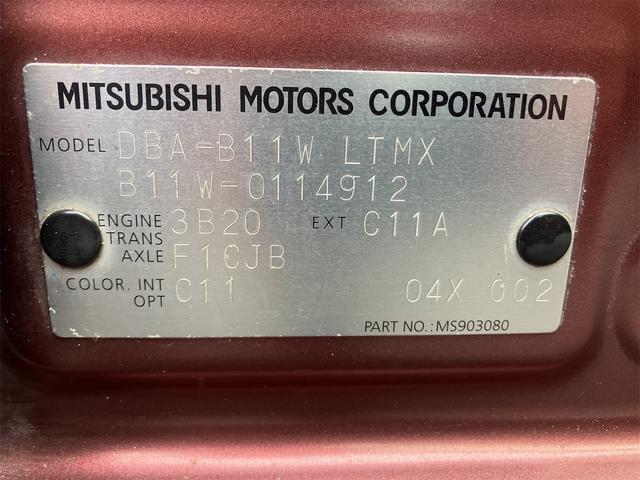 MITSUBISHI MOTORS CORPORATION
MODEL DBA-B11W LTMX
B11W-0114912
ENGINE 3B20 EXT C11A
TRANS
AXLE F1CJB
COLOR. INT C11 04X 002
OPT
PART NO.: MS903080